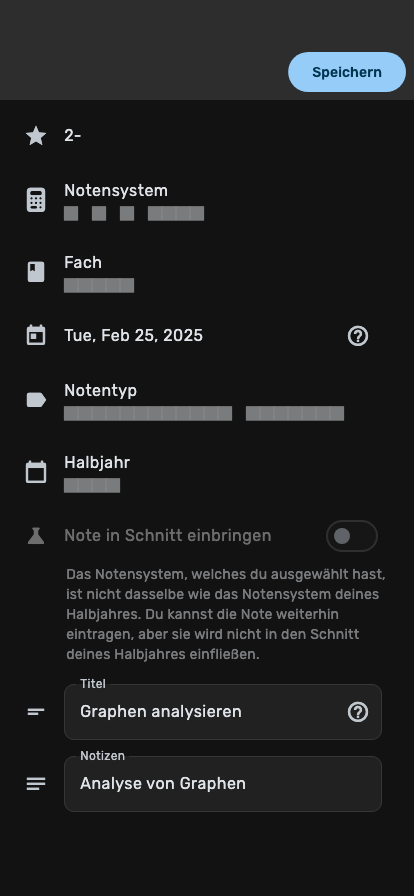 Speichern
2-
Notensystem
Fach
Tue, Feb 25, 2025
Notentyp
Halbjahr
Note in Schnitt einbringen
Das Notensystem, welches du ausgewählt hast,
ist nicht dasselbe wie das Notensystem deines
Halbjahres. Du kannst die Note weiterhin
eintragen, aber sie wird nicht in den Schnitt
deines Halbjahres einfließen.
Titel
Graphen analysieren
Notizen
Analyse von Graphen